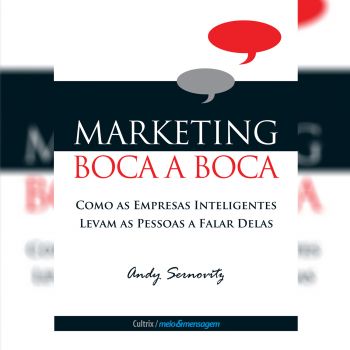 MARKETING
BOCA A BOCA
COMO AS EMPRESAS INTELIGENTES
LEVAM AS PESSOAS A FALAR DELAS
Andy Sernovitz
Cultrix / meio&mensagem